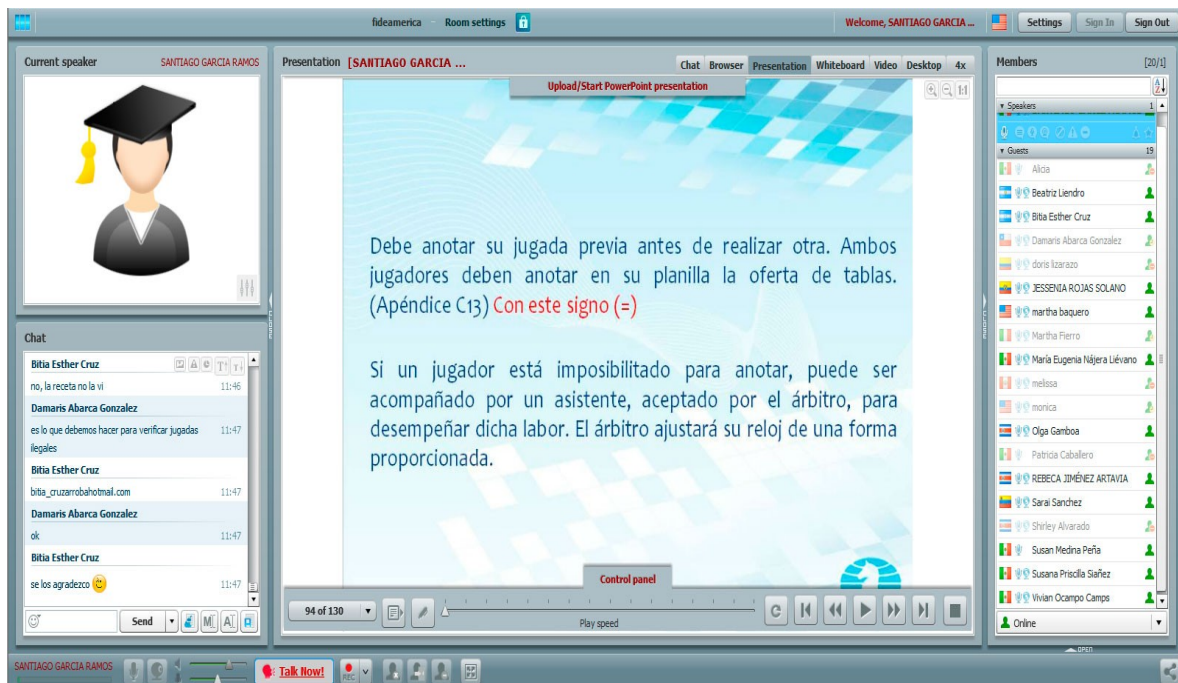 fideamerica - Room settings
Welcome, SANTIAGO GARCIA ...
Settings
Sign In
Sign Out
Current speaker
SANTIAGO GARCIA RAMOS
Chat
Bitia Esther Cruz
no, la receta no la vi 11:46
Damaris Abarca Gonzalez
es lo que debemos hacer para verificar jugadas 11:47
ilegales
Bitia Esther Cruz
bitia_cruzarrobahotmail.com 11:47
Damaris Abarca Gonzalez
ok 11:47
Bitia Esther Cruz
se los agradezco 11:47
Send
M
A
Presentation [SANTIAGO GARCIA ...
Chat Browser Presentation Whiteboard Video Desktop 4x
Upload/Start PowerPoint presentation
1:1
Debe anotar su jugada previa antes de realizar otra. Ambos
jugadores deben anotar en su planilla la oferta de tablas.
(Apéndice C13) Con este signo (=)
Si un jugador está imposibilitado para anotar, puede ser
acompañado por un asistente, aceptado por el árbitro, para
desempeñar dicha labor. El árbitro ajustará su reloj de una forma
proporcionada.
Control panel
94 of 130
Play speed
Members [20/1]
Speakers 1
Guests 19
Alicia
Beatriz Liendro
Bitia Esther Cruz
Damaris Abarca Gonzalez
doris lizarazo
JESSENIA ROJAS SOLANO
martha baquero
Martha Fierro
María Eugenia Nájera Liévano
melissa
monica
Olga Gamboa
Patricia Caballero
REBECA JIMÉNEZ ARTAVIA
Sarai Sanchez
Shirley Alvarado
Susan Medina Peña
Susana Priscilla Siañez
Vivian Ocampo Camps
Online
OPEN
SANTIAGO GARCIA RAMOS
Talk Now!
REC